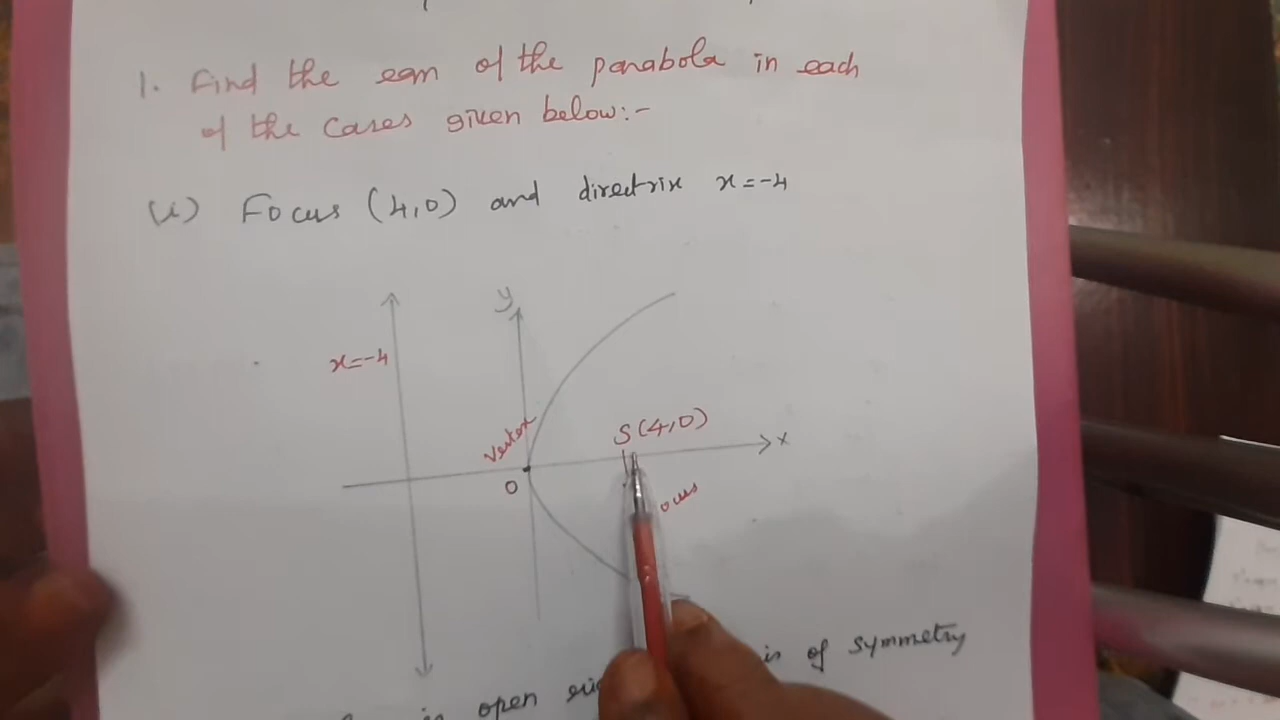 1. Find the eqn of the parabola in each
of the cases given below:-
(i) Focus (4,0) and directrix x=-4
y
x=-4
Vertex
S(4,0)
x
O
of symmetry
open